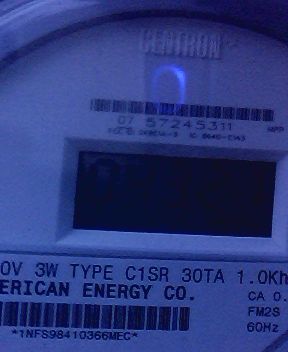 CENTRON
07 57245311
0V 3W TYPE C1SR 30TA 1.0Kh
ERICAN ENERGY CO.
CA 0.
FM2S
60Hz
*1NFS98410366MEC*